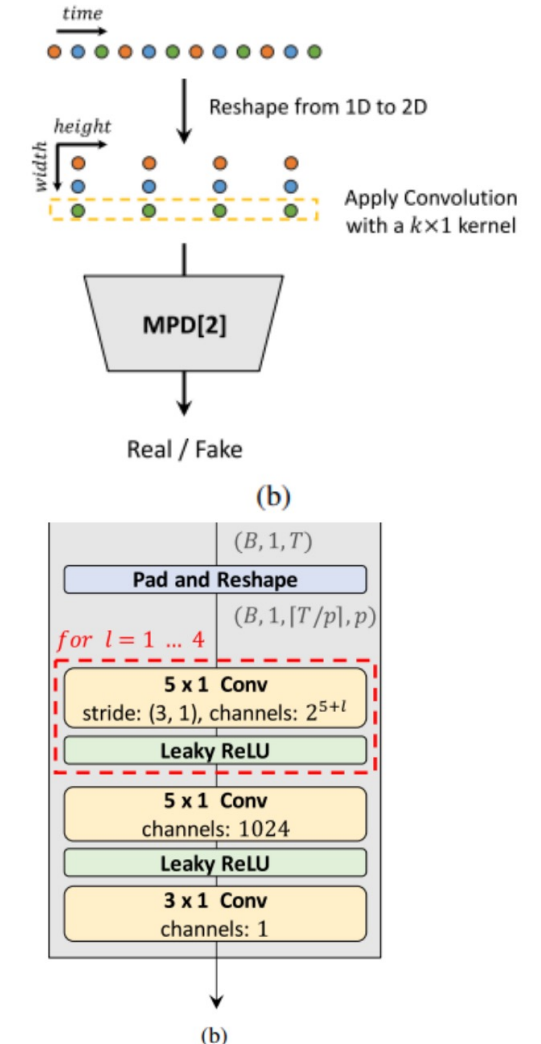 time
Reshape from 1D to 2D
height
width
Apply Convolution
with a k×1 kernel
MPD[2]
Real / Fake
(b)
(B, 1, T)
Pad and Reshape
(B, 1, ⌈T/p⌉, p)
for l = 1 ... 4
5 x 1 Conv
stride: (3, 1), channels: 2^{5+l}
Leaky ReLU
5 x 1 Conv
channels: 1024
Leaky ReLU
3 x 1 Conv
channels: 1
(b)